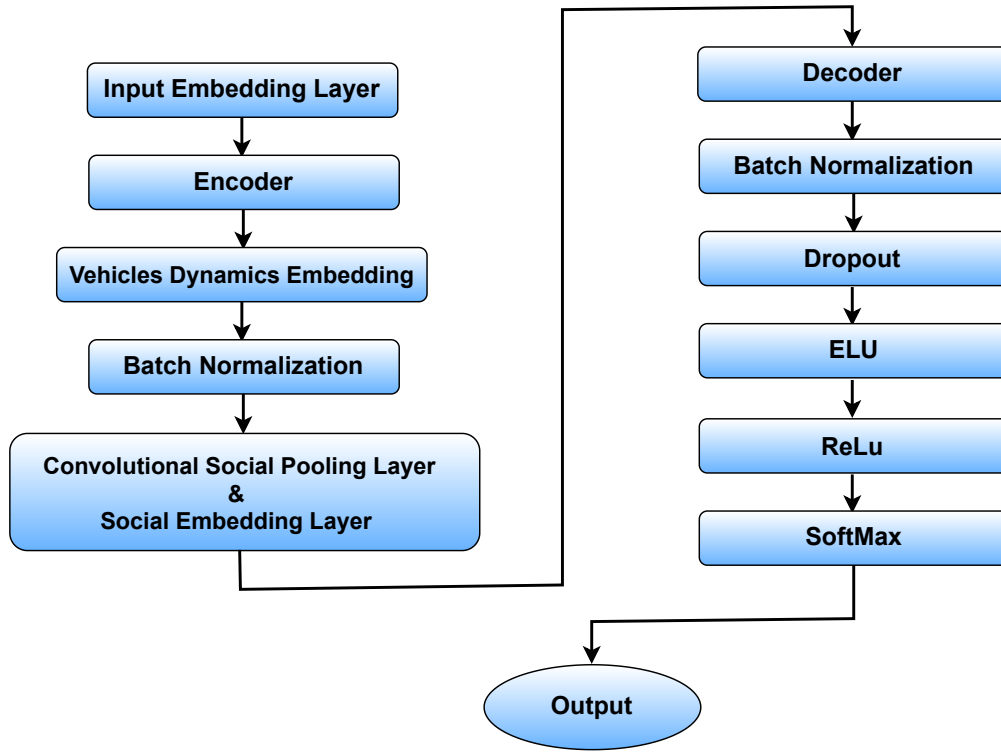 Input Embedding Layer
Encoder
Vehicles Dynamics Embedding
Batch Normalization
Convolutional Social Pooling Layer
&
Social Embedding Layer
Decoder
Batch Normalization
Dropout
ELU
ReLu
SoftMax
Output